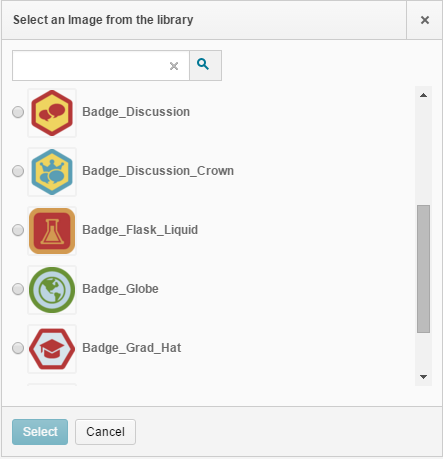 Select an Image from the library
Badge_Discussion
Badge_Discussion_Crown
Badge_Flask_Liquid
Badge_Globe
Badge_Grad_Hat
Select
Cancel